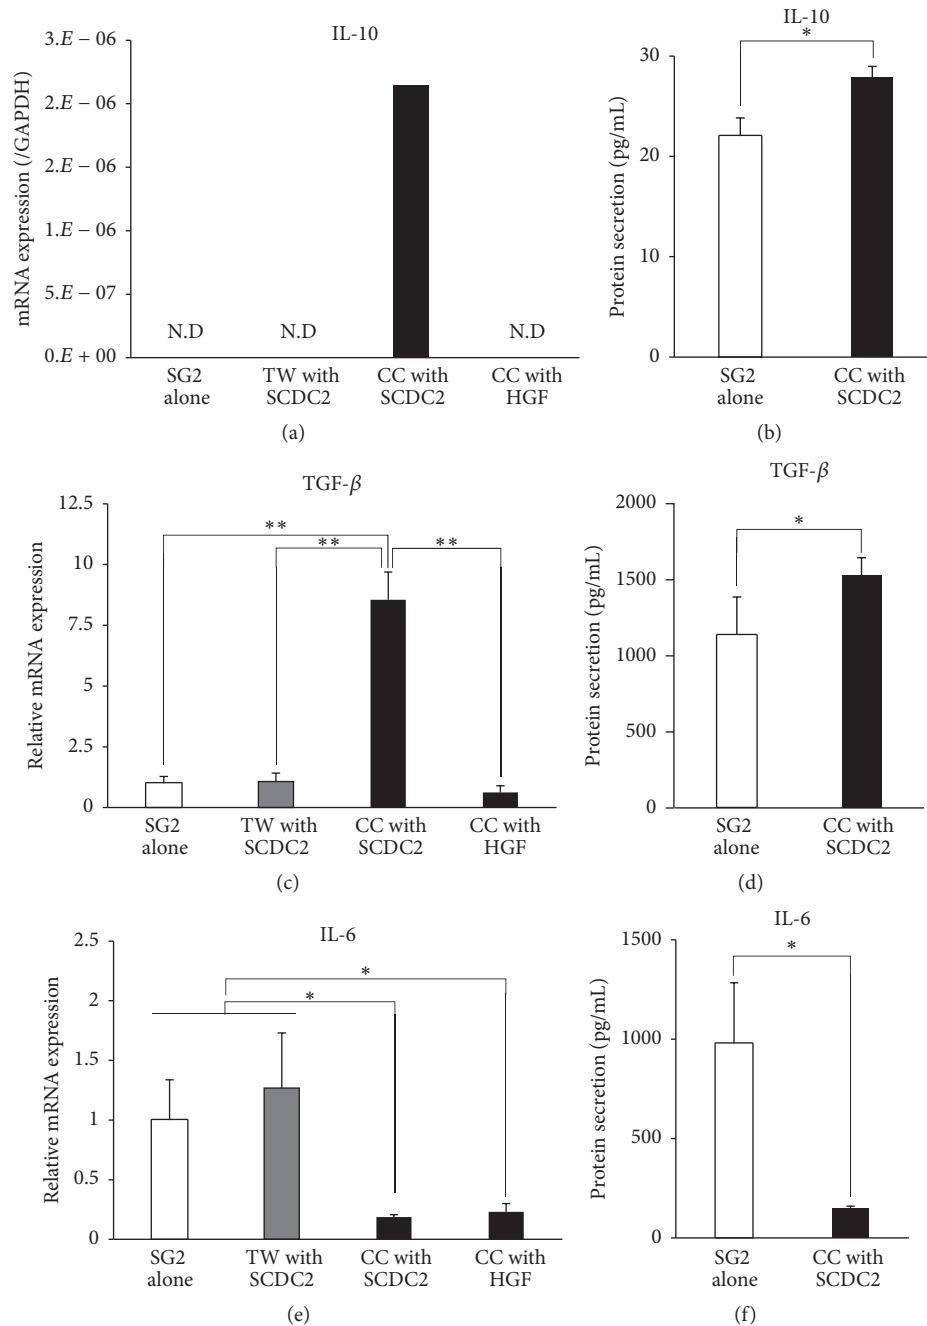 IL-10
mRNA expression (/GAPDH)
3.E − 06
2.E − 06
2.E − 06
1.E − 06
5.E − 07
0.E + 00
N.D
N.D
N.D
SG2
alone
TW with
SCDC2
CC with
SCDC2
CC with
HGF
(a)
IL-10
Protein secretion (pg/mL)
30
20
10
0
*
SG2
alone
CC with
SCDC2
(b)
TGF-β
Relative mRNA expression
12.5
10
7.5
5
2.5
0
**
**
**
SG2
alone
TW with
SCDC2
CC with
SCDC2
CC with
HGF
(c)
TGF-β
Protein secretion (pg/mL)
2000
1500
1000
500
0
*
SG2
alone
CC with
SCDC2
(d)
IL-6
Relative mRNA expression
2.5
2
1.5
1
0.5
0
*
*
SG2
alone
TW with
SCDC2
CC with
SCDC2
CC with
HGF
(e)
IL-6
Protein secretion (pg/mL)
1500
1000
500
0
*
SG2
alone
CC with
SCDC2
(f)